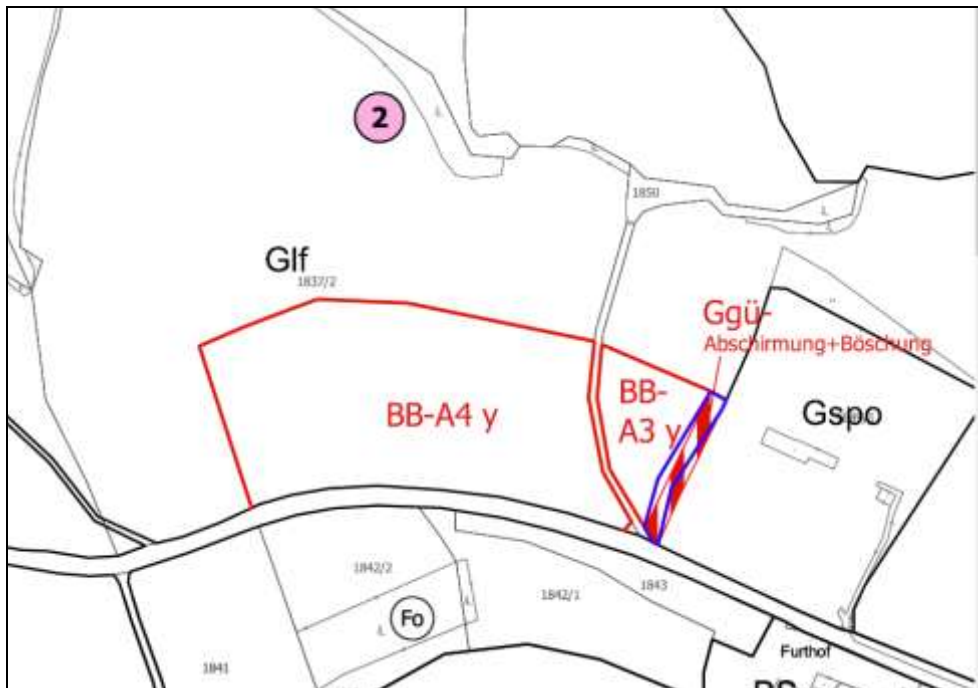 2
1850
Glf
1837/2
Ggü-
Abschirmung+Böschung
BB-
A3 y
BB-A4 y
Gspo
1842/2
1843
1842/1
Fo
1841
Furthof